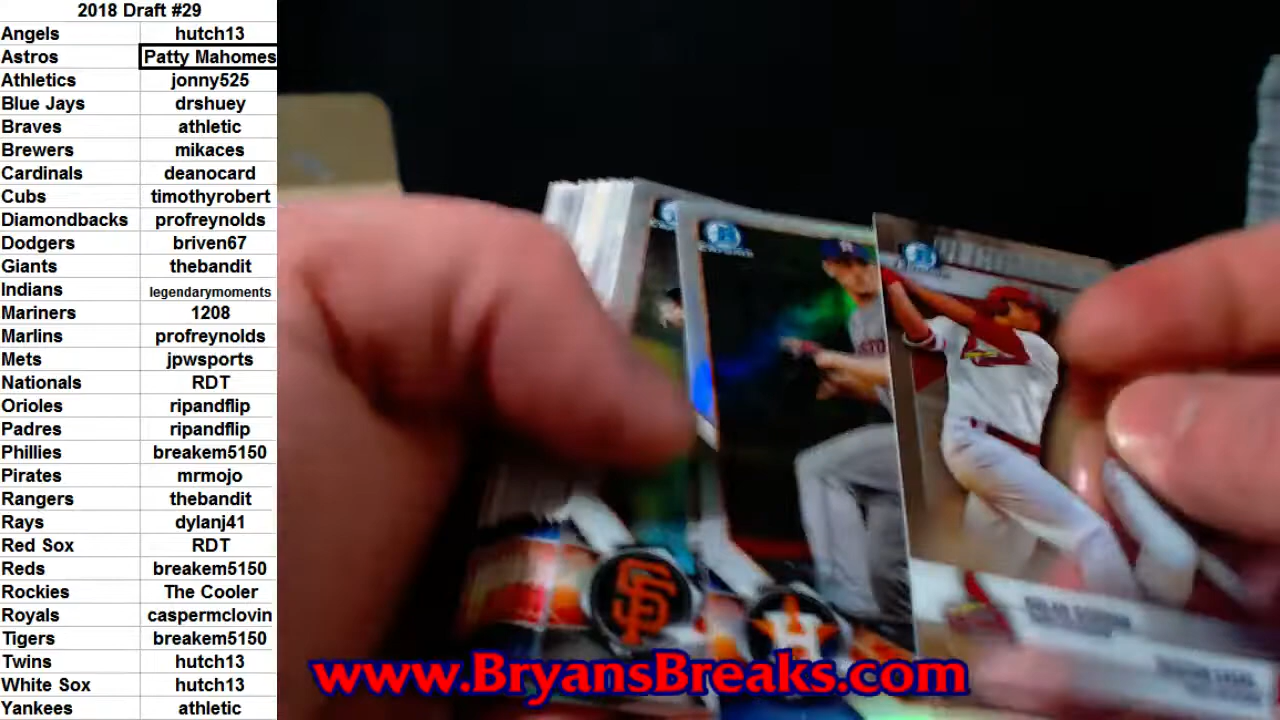 2018 Draft #29
Angels hutch13
Astros Patty Mahomes
Athletics jonny525
Blue Jays drshuey
Braves athletic
Brewers mikaces
Cardinals deanocard
Cubs timothyrobert
Diamondbacks profreynolds
Dodgers briven67
Giants thebandit
Indians legendarymoments
Mariners 1208
Marlins profreynolds
Mets jpwsports
Nationals RDT
Orioles ripandflip
Padres ripandflip
Phillies breakem5150
Pirates mrmojo
Rangers thebandit
Rays dylanj41
Red Sox RDT
Reds breakem5150
Rockies The Cooler
Royals caspermclovin
Tigers breakem5150
Twins hutch13
White Sox hutch13
Yankees athletic
SF
H
www.BryansBreaks.com